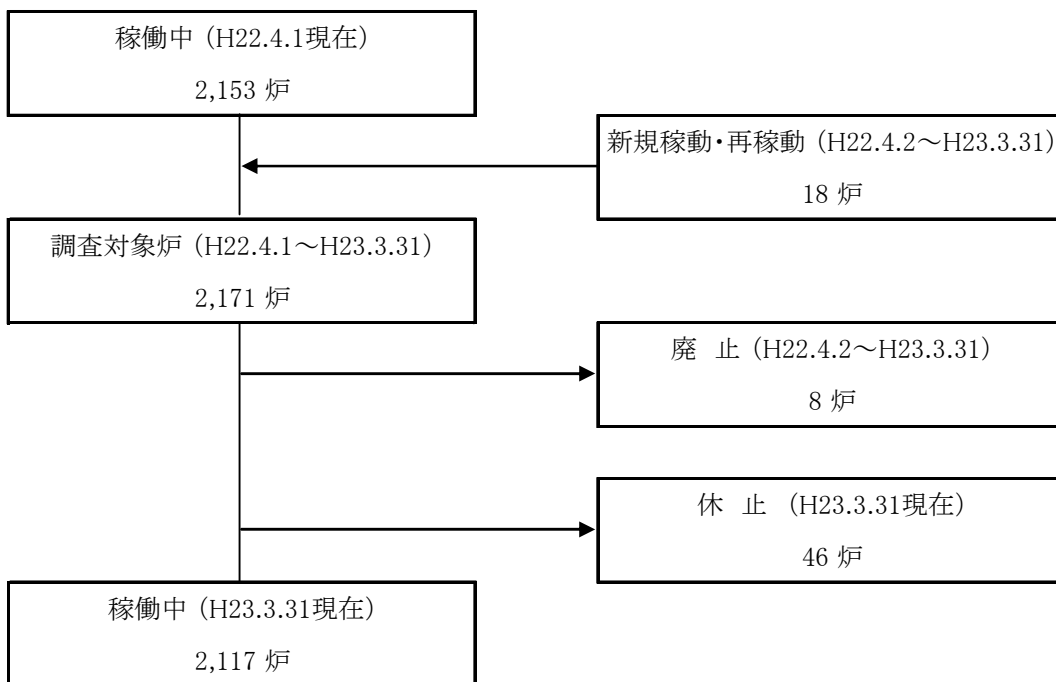 稼働中（H22.4.1現在）
2,153 炉
新規稼動・再稼動（H22.4.2～H23.3.31）
18 炉
調査対象炉（H22.4.1～H23.3.31）
2,171 炉
廃 止（H22.4.2～H23.3.31）
8 炉
休 止 （H23.3.31現在）
46 炉
稼働中（H23.3.31現在）
2,117 炉